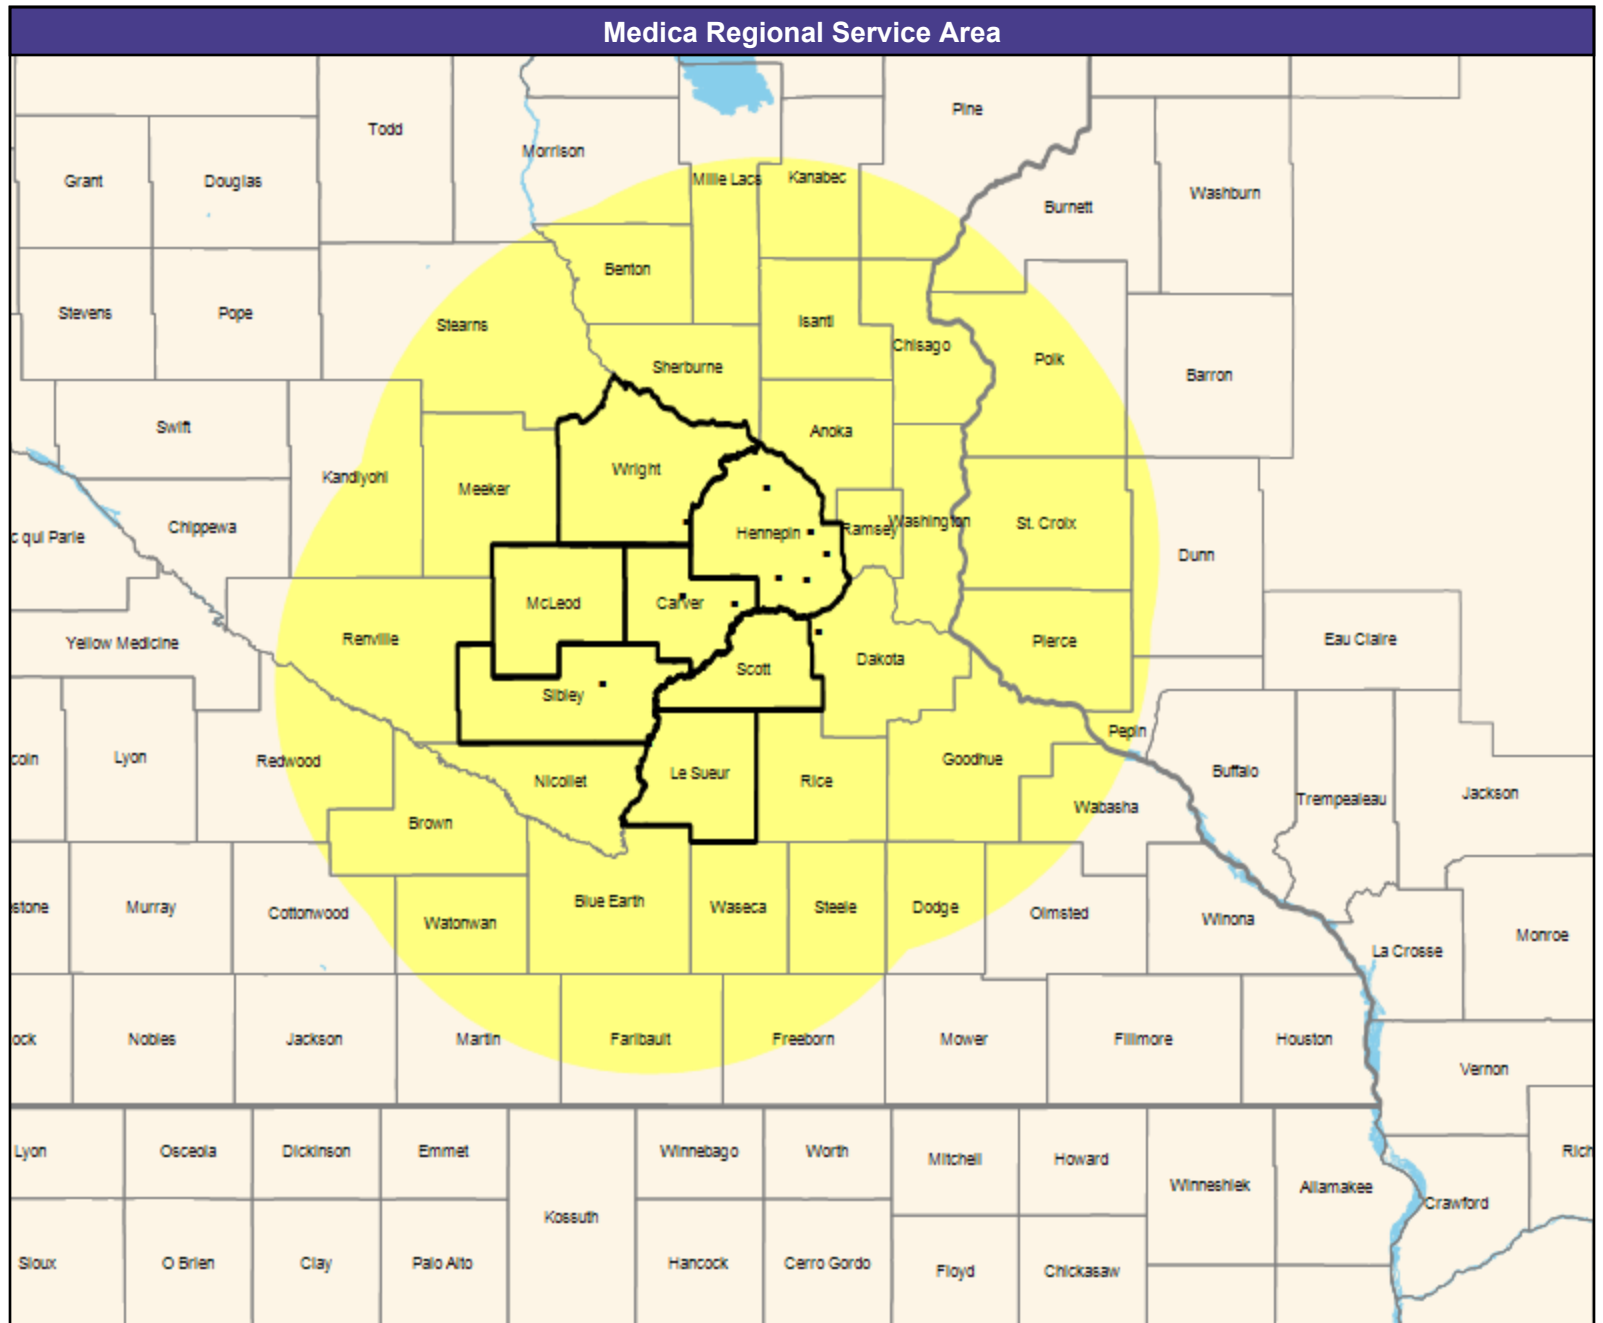 Medica Regional Service Area
Pine
Todd
Morrison
Mille Lacs
Kanabec
Grant
Douglas
Washburn
Burnett
Benton
Stevens
Pope
Isanti
Stearns
Chisago
Polk
Sherburne
Barron
Swift
Anoka
Wright
Kandiyohi
Meeker
Chippewa
Hennepin
Ramsey
Washington
St. Croix
c qui Parle
Dunn
McLeod
Carver
Yellow Medicine
Renville
Eau Claire
Pierce
Dakota
Scott
Sibley
Pepin
coln
Lyon
Redwood
Goodhue
Buffalo
Le Sueur
Nicollet
Rice
Jackson
Trempealeau
Wabasha
Brown
stone
Murray
Cottonwood
Blue Earth
Waseca
Steele
Dodge
Olmsted
Winona
Watonwan
Monroe
La Crosse
ock
Nobles
Jackson
Martin
Faribault
Freeborn
Mower
Fillmore
Houston
Vernon
Lyon
Osceola
Dickinson
Emmet
Winnebago
Worth
Mitchell
Howard
Rich
Winneshiek
Allamakee
Crawford
Kossuth
Sioux
O Brien
Clay
Palo Alto
Hancock
Cerro Gordo
Floyd
Chickasaw